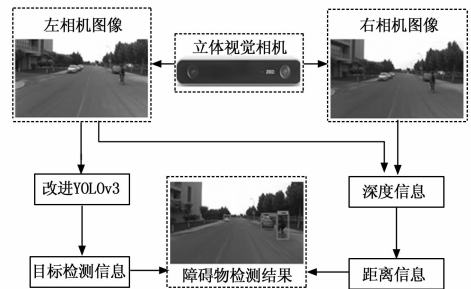 左相机图像
立体视觉相机
右相机图像
改进YOLOv3
深度信息
目标检测信息
障碍物检测结果
距离信息